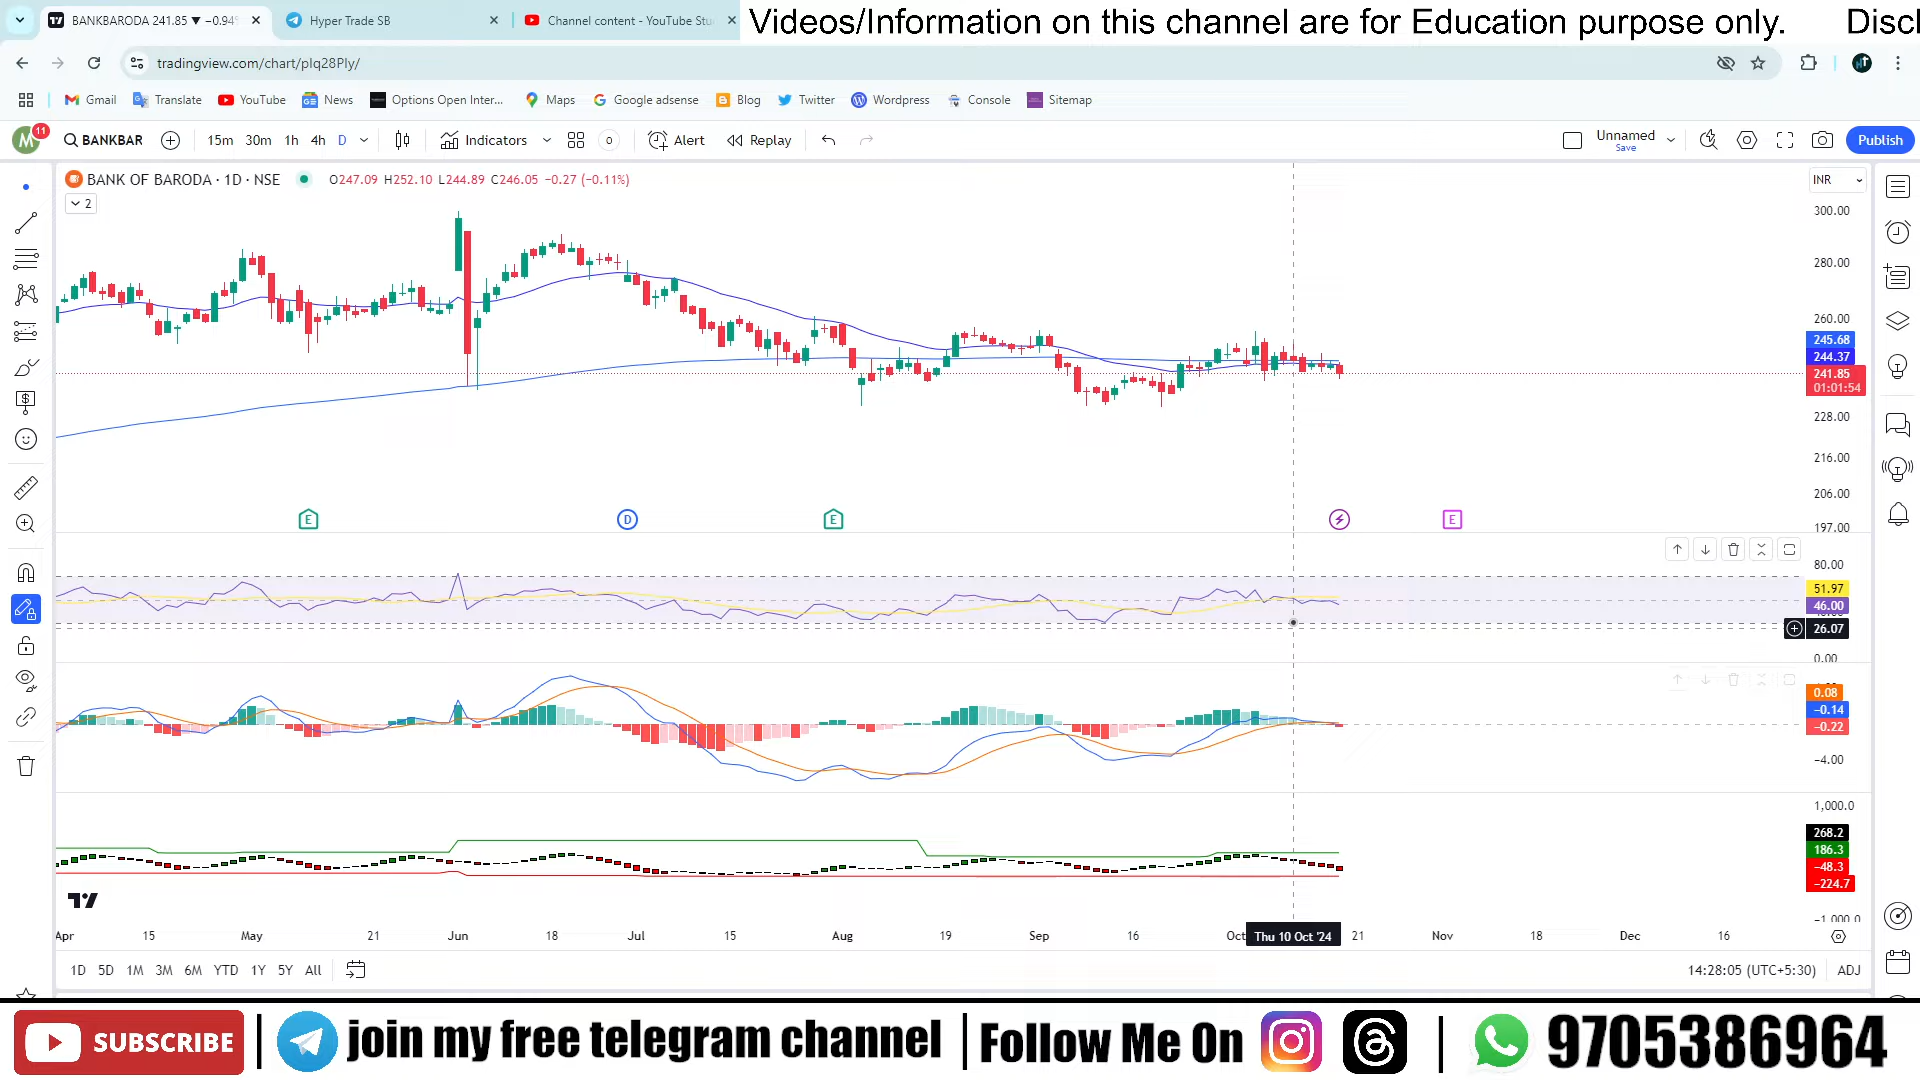 BANKBARODA 241.85 ▼ −0.94%
Hyper Trade SB
Channel content - YouTube Stu
Videos/Information on this channel are for Education purpose only.
Discl
tradingview.com/chart/pIq28Ply/
Gmail
Translate
YouTube
News
Options Open Inter...
Maps
Google adsense
Blog
Twitter
Wordpress
Console
Sitemap
M
11
BANKBAR
15m
30m
1h
4h
D
Indicators
Alert
Replay
Unnamed
Save
Publish
BANK OF BARODA · 1D · NSE
O247.09 H252.10 L244.89 C246.05 −0.27 (−0.11%)
2
INR
300.00
280.00
260.00
245.68
244.37
241.85
01:01:54
228.00
216.00
206.00
197.00
E
D
E
E
80.00
51.97
46.00
26.07
0.00
0.08
−0.14
−0.22
−4.00
1,000.0
268.2
186.3
−48.3
−224.7
−1,000.0
Apr
15
May
21
Jun
18
Jul
15
Aug
19
Sep
16
Oct
Thu 10 Oct '24
21
Nov
18
Dec
16
1D
5D
1M
3M
6M
YTD
1Y
5Y
All
14:28:05 (UTC+5:30)
ADJ
SUBSCRIBE
join my free telegram channel
Follow Me On
9705386964